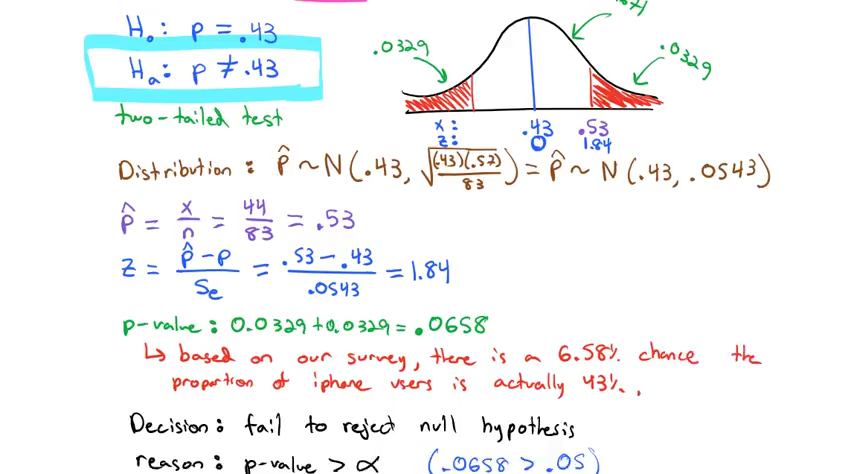 H₀: p = .43
Hₐ: p ≠ .43
two-tailed test
.0329
.0329
x: .43 .53
z: 0 1.84
Distribution: P̂ ~ N(.43, √((.43)(.57)/83)) = P̂ ~ N(.43, .0543)
P̂ = x/n = 44/83 = .53
Z = (P̂ - P)/Se = (.53 - .43)/.0543 = 1.84
p-value: 0.0329 + 0.0329 = .0658
↳ based on our survey, there is a 6.58% chance the
proportion of iphone users is actually 43%.
Decision: fail to reject null hypothesis
reason: p-value > α (.0658 > .05)